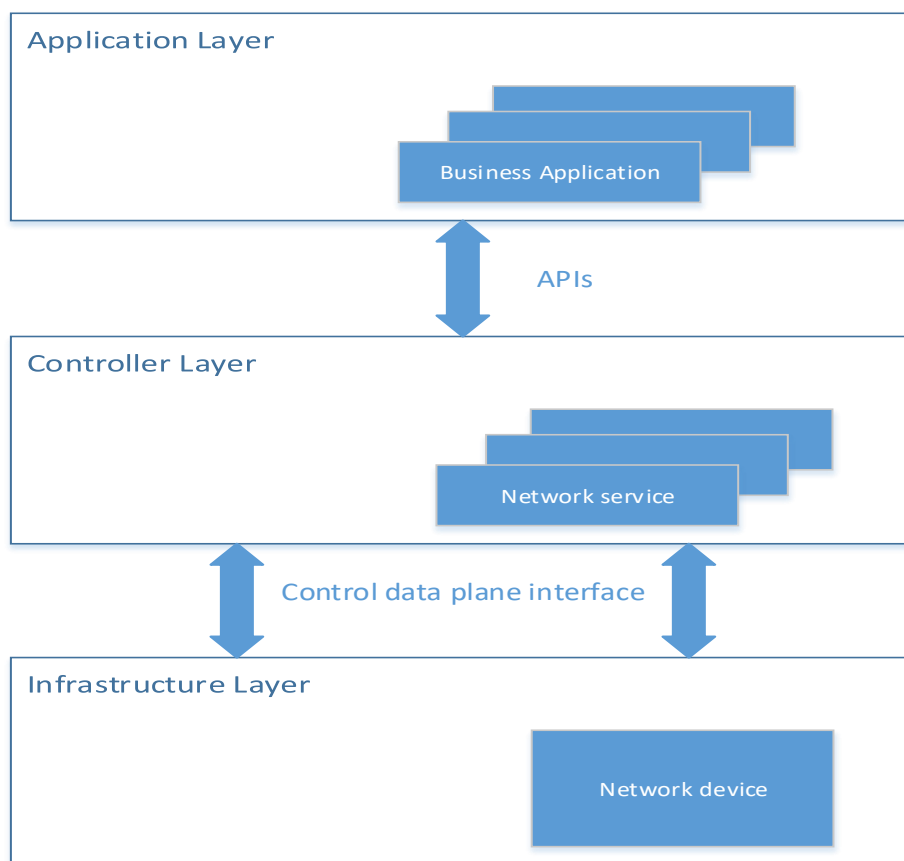 Application Layer
Business Application
APIs
Controller Layer
Network service
Control data plane interface
Infrastructure Layer
Network device